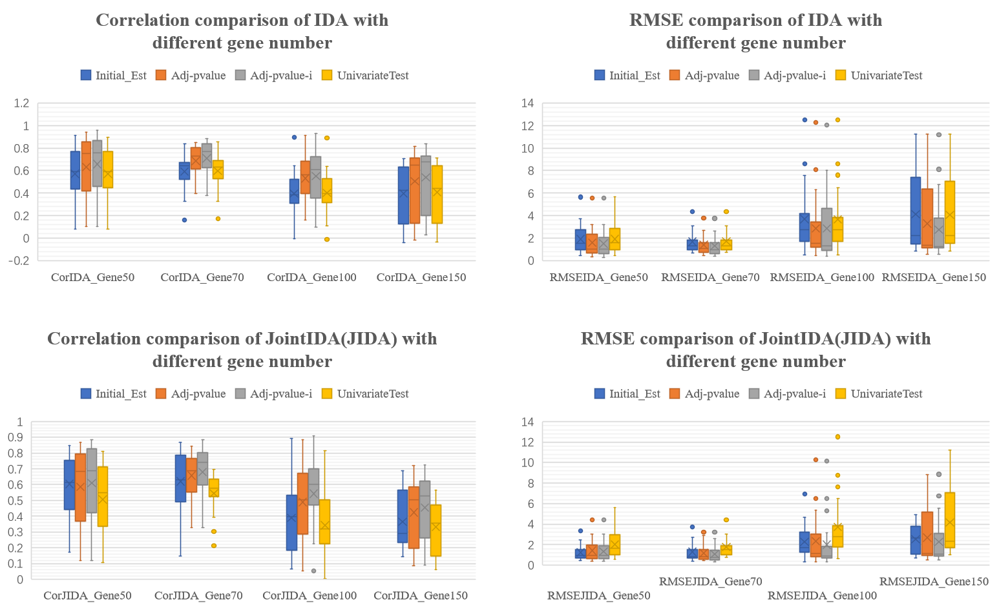 Correlation comparison of IDA with
different gene number
Initial_Est Adj-pvalue Adj-pvalue-i UnivariateTest
1.2
1
0.8
0.6
0.4
0.2
0
-0.2
CorIDA_Gene50 CorIDA_Gene70 CorIDA_Gene100 CorIDA_Gene150
RMSE comparison of IDA with
different gene number
Initial_Est Adj-pvalue Adj-pvalue-i UnivariateTest
14
12
10
8
6
4
2
0
RMSEIDA_Gene50 RMSEIDA_Gene70 RMSEIDA_Gene100 RMSEIDA_Gene150
Correlation comparison of JointIDA(JIDA) with
different gene number
Initial_Est Adj-pvalue Adj-pvalue-i UnivariateTest
1
0.9
0.8
0.7
0.6
0.5
0.4
0.3
0.2
0.1
0
CorJIDA_Gene50 CorJIDA_Gene70 CorJIDA_Gene100 CorJIDA_Gene150
RMSE comparison of JointIDA(JIDA) with
different gene number
Initial_Est Adj-pvalue Adj-pvalue-i UnivariateTest
14
12
10
8
6
4
2
0
RMSEJIDA_Gene70 RMSEJIDA_Gene150
RMSEJIDA_Gene50 RMSEJIDA_Gene100